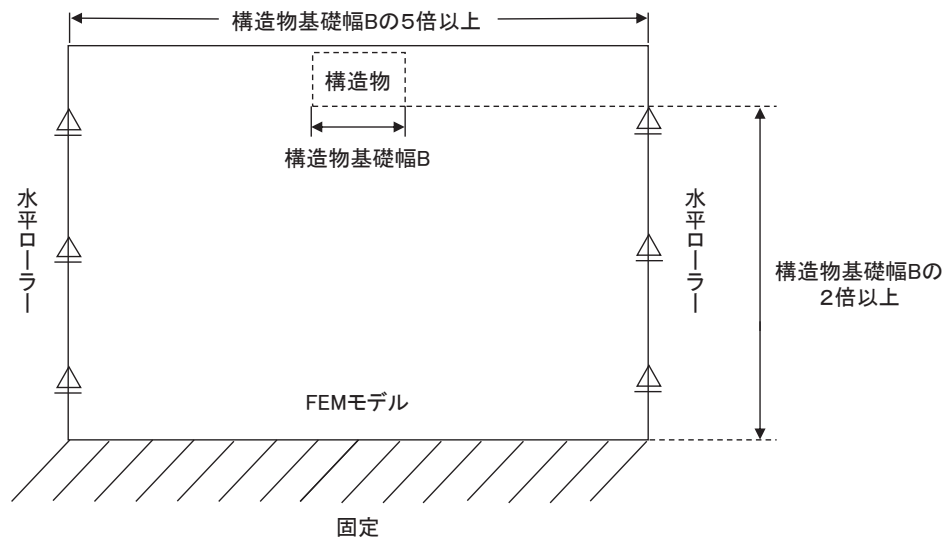 構造物基礎幅Bの5倍以上
構造物
構造物基礎幅B
水平ローラー
水平ローラー
構造物基礎幅Bの
2倍以上
FEMモデル
固定